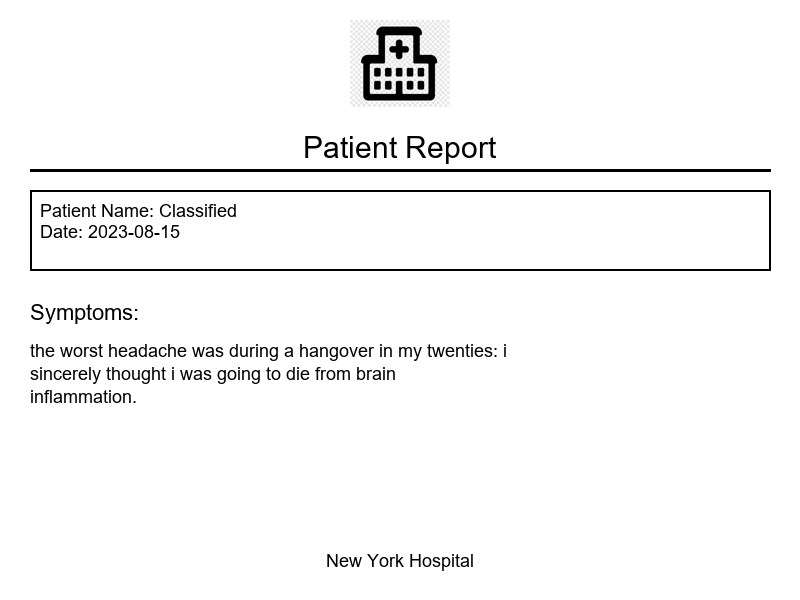 Patient Report
Patient Name: Classified
Date: 2023-08-15
Symptoms:
the worst headache was during a hangover in my twenties: i
sincerely thought i was going to die from brain
inflammation.
New York Hospital